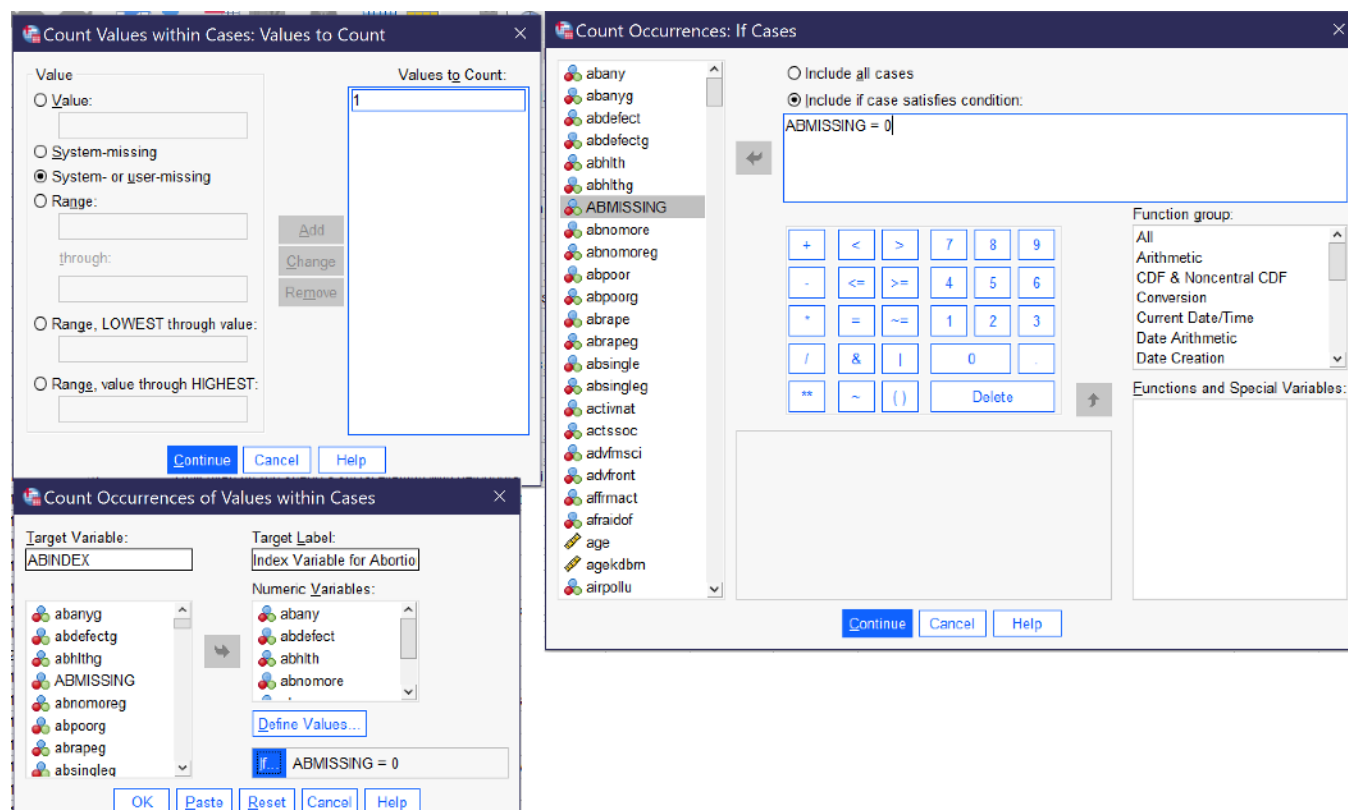 Count Values within Cases: Values to Count
Value
Values to Count:
Value:
1
System-missing
System- or user-missing
Range:
Add
through:
Change
Remove
Range, LOWEST through value:
Range, value through HIGHEST:
Continue Cancel Help
Count Occurrences of Values within Cases
Target Variable:
Target Label:
ABINDEX
Index Variable for Abortio
Numeric Variables:
abanyg
abdefectg
abhlthg
ABMISSING
abnomoreg
abpoorg
abrapeg
absingleg
abany
abdefect
abhlth
abnomore
Define Values...
If... ABMISSING = 0
OK Paste Reset Cancel Help
Count Occurrences: If Cases
abany
abanyg
abdefect
abdefectg
abhlth
abhlthg
ABMISSING
abnomore
abnomoreg
abpoor
abpoorg
abrape
abrapeg
absingle
absingleg
activnat
actssoc
advfmsci
advfront
affrmact
afraidof
age
agekdbrn
airpollu
Include all cases
Include if case satisfies condition:
ABMISSING = 0
+ < > 7 8 9
- <= >= 4 5 6
* = ~= 1 2 3
/ & | 0 .
** ~ ( ) Delete
Function group:
All
Arithmetic
CDF & Noncentral CDF
Conversion
Current Date/Time
Date Arithmetic
Date Creation
Functions and Special Variables:
Continue Cancel Help